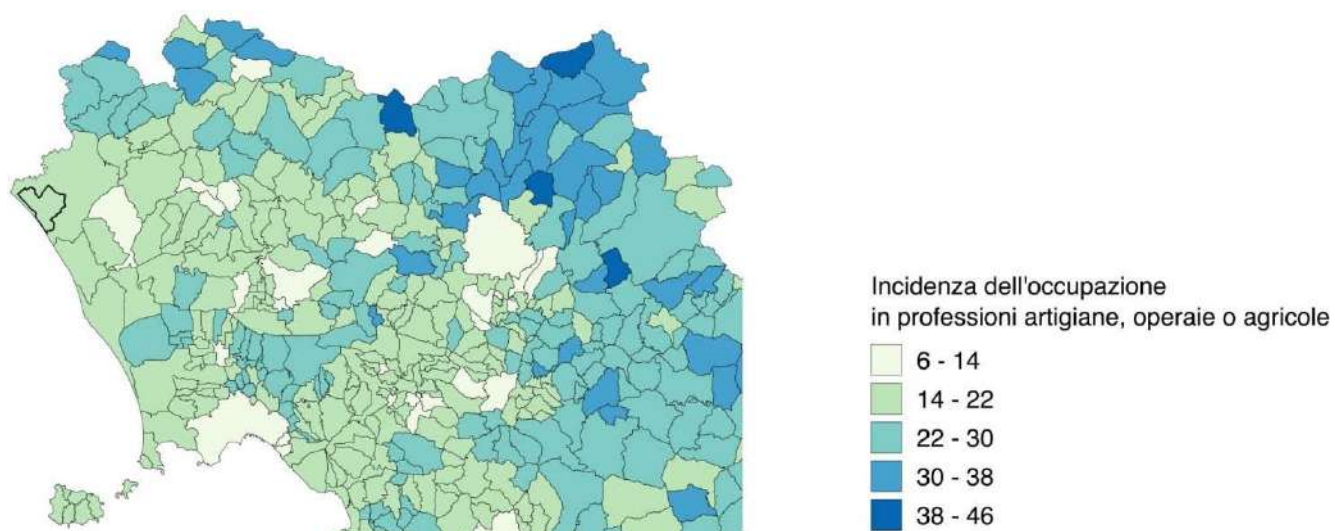 Incidenza dell'occupazione
in professioni artigiane, operaie o agricole
6 - 14
14 - 22
22 - 30
30 - 38
38 - 46